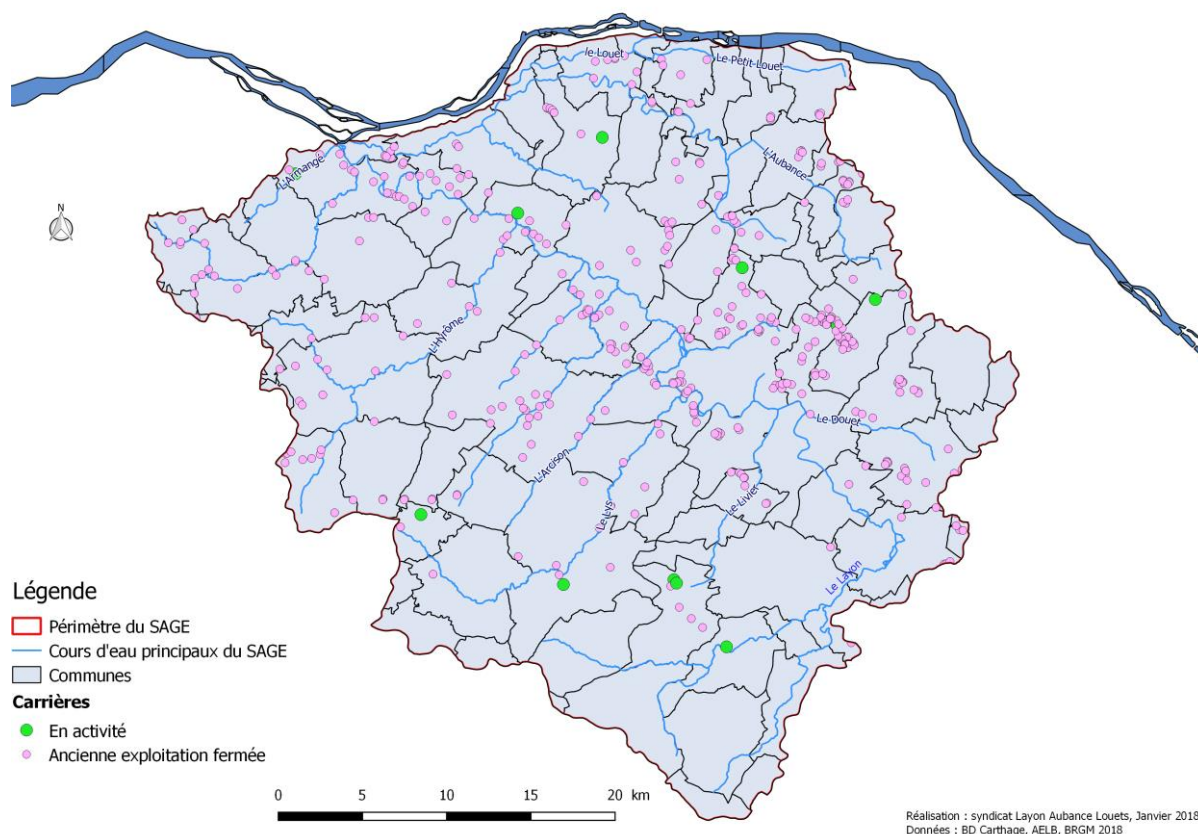 le Louet
Le Petit-Louet
L'Armangé
L'Aubance
N
L'Hyrôme
Le Douet
L'Arcison
Le Lys
Le Livier
Le Layon
Légende
Périmètre du SAGE
Cours d'eau principaux du SAGE
Communes
Carrières
En activité
Ancienne exploitation fermée
0 5 10 15 20 km
Réalisation : syndicat Layon Aubance Louets, Janvier 2018
Données : BD Carthage, AELB, BRGM 2018